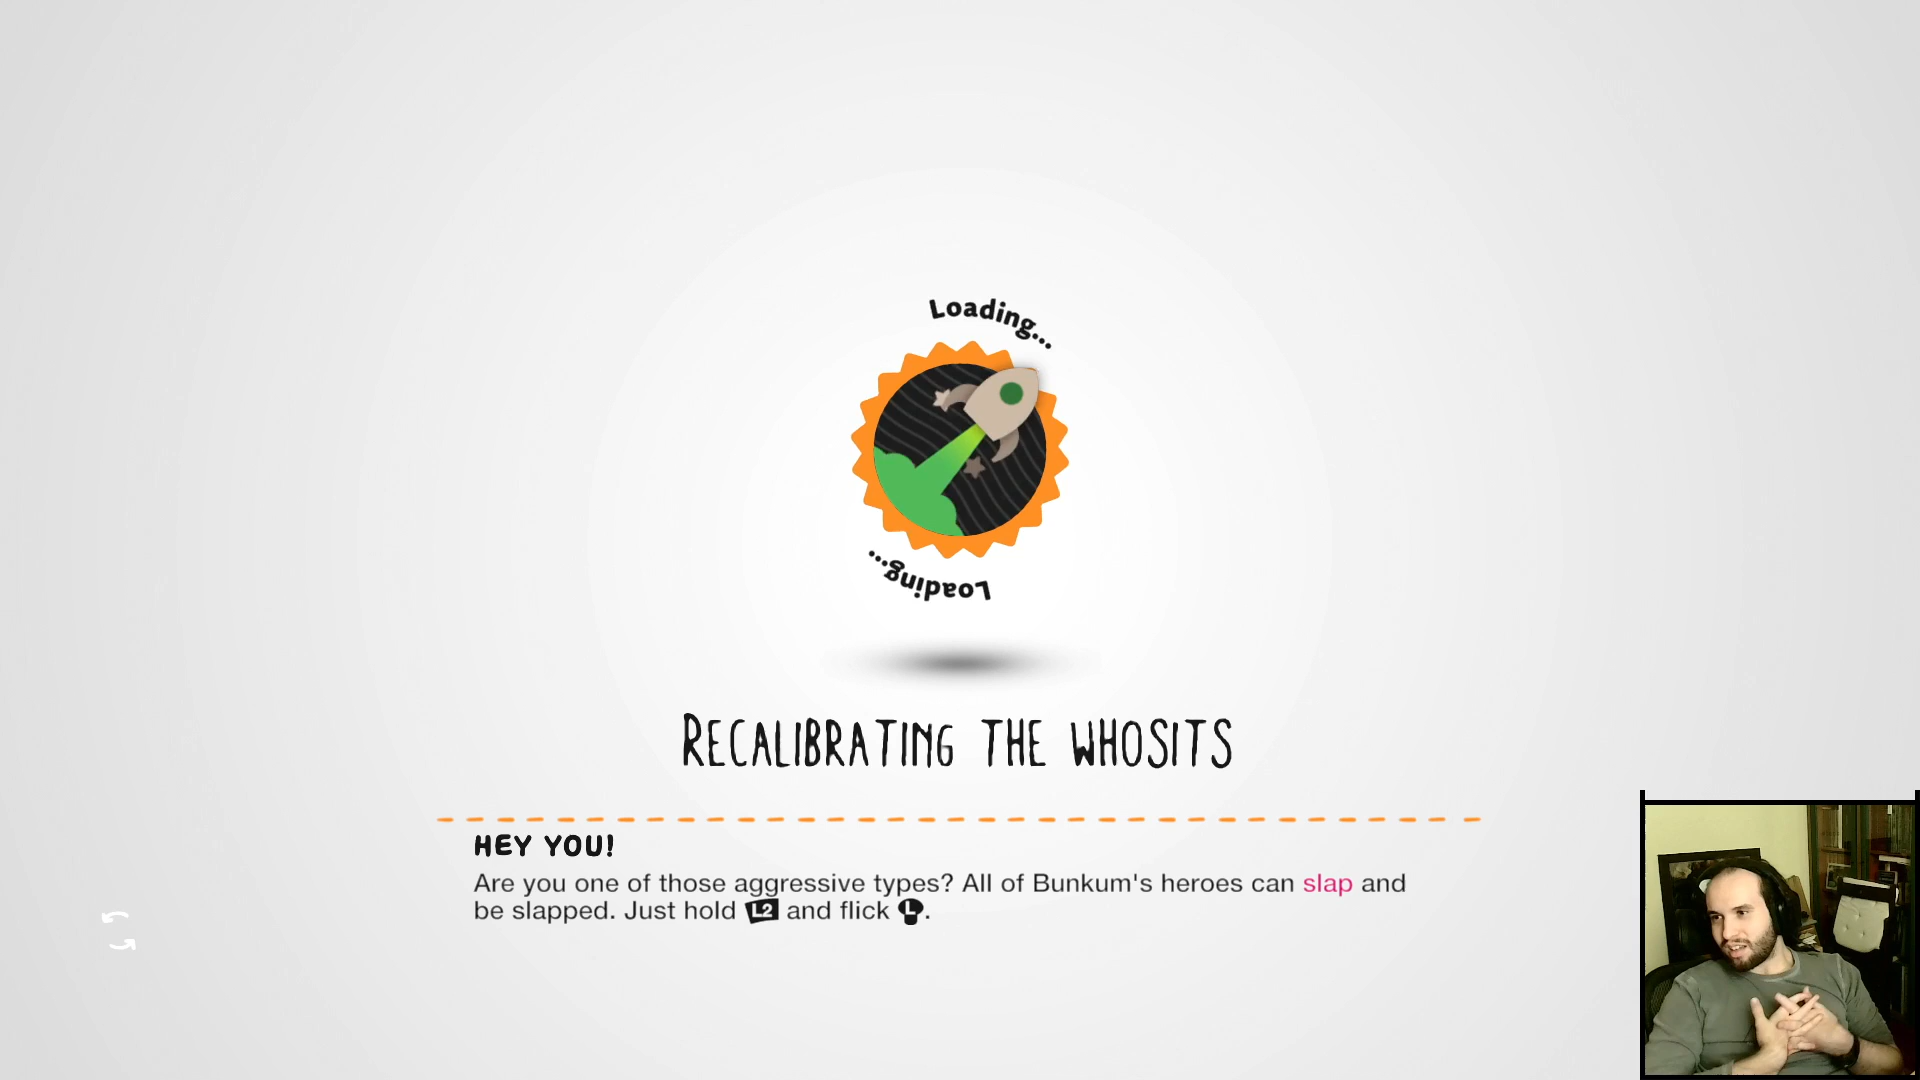 Loading...
Loading...
RECALIBRATING THE WHOSITS
HEY YOU!
Are you one of those aggressive types? All of Bunkum's heroes can slap and
be slapped. Just hold L2 and flick L.